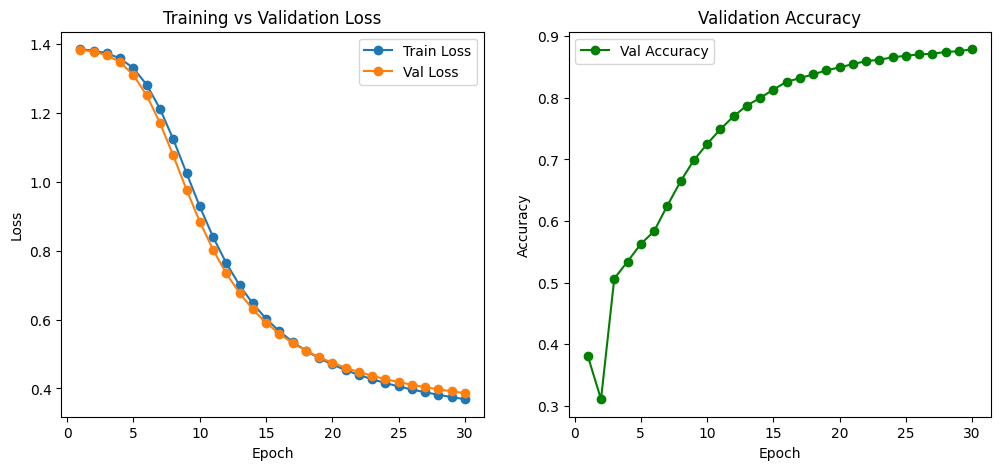 Training vs Validation Loss
1.4
1.2
1.0
0.8
0.6
0.4
Loss
Train Loss
Val Loss
0 5 10 15 20 25 30
Epoch
Validation Accuracy
0.9
0.8
0.7
0.6
0.5
0.4
0.3
Accuracy
Val Accuracy
0 5 10 15 20 25 30
Epoch